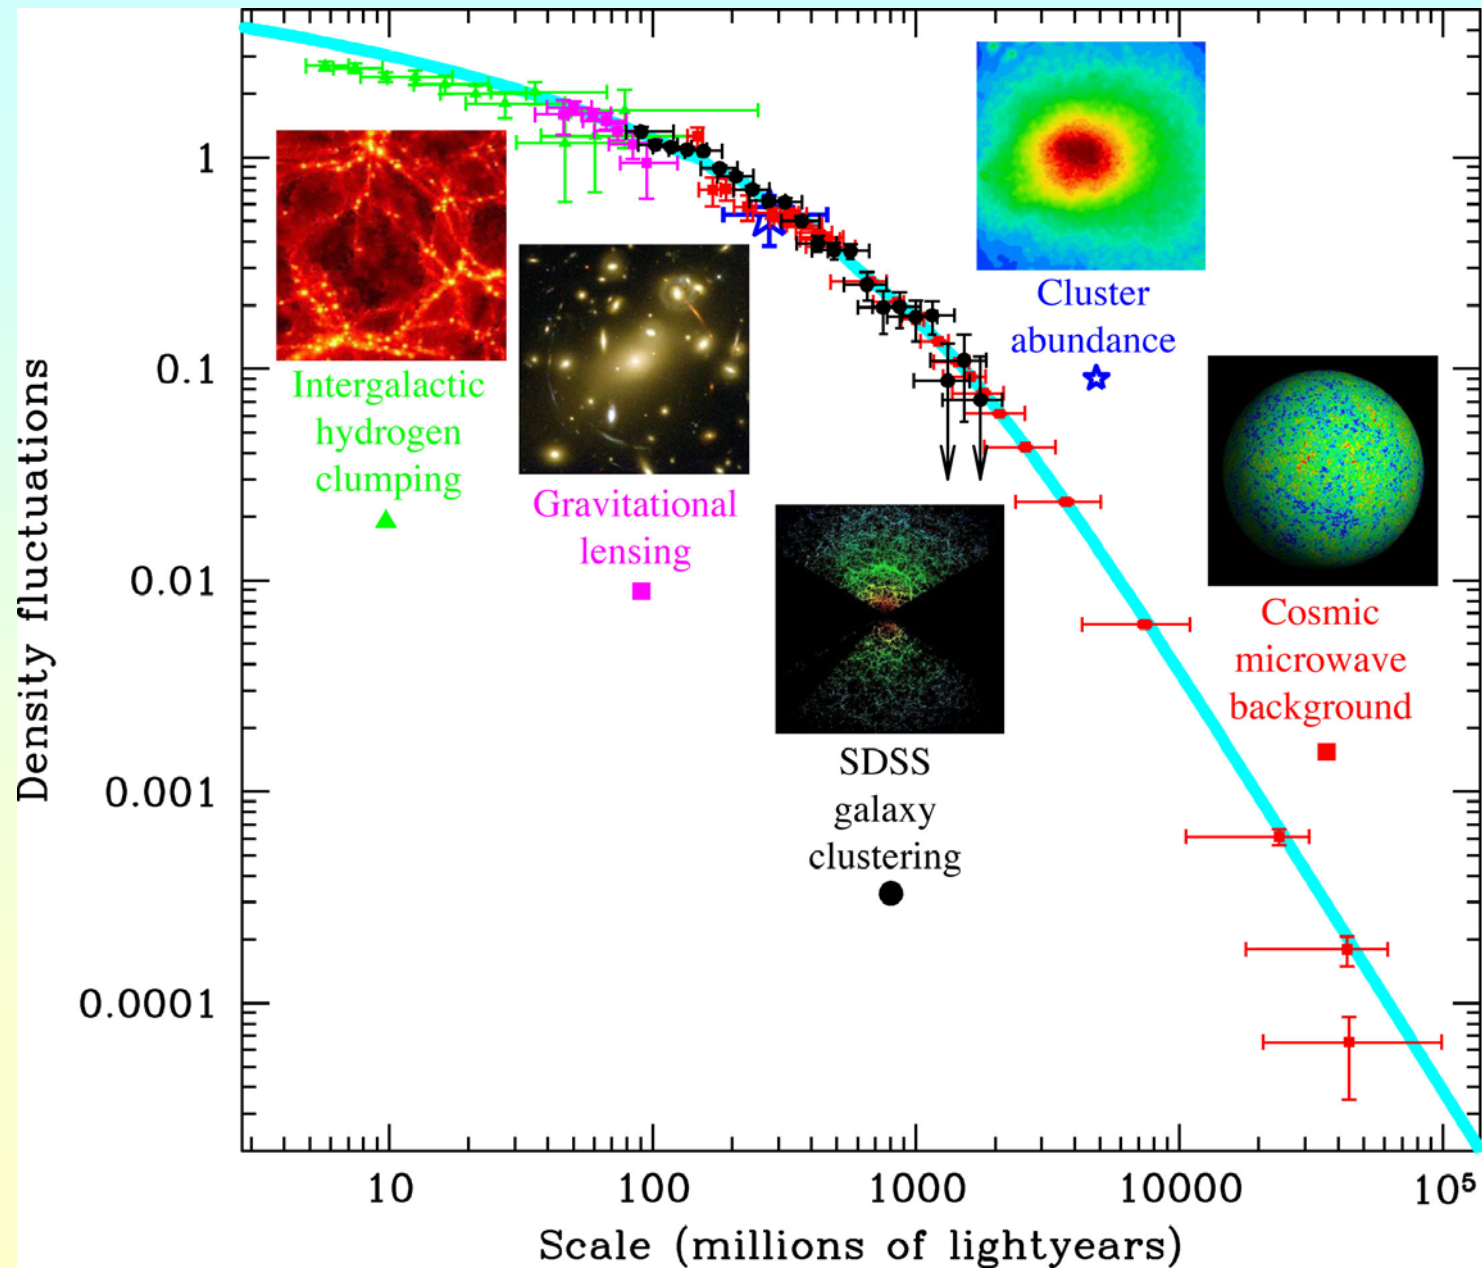 1
0.1
0.01
0.001
0.0001
Density fluctuations
Intergalactic
hydrogen
clumping
Gravitational
lensing
SDSS
galaxy
clustering
Cluster
abundance
Cosmic
microwave
background
10
100
1000
10000
10⁵
Scale (millions of lightyears)